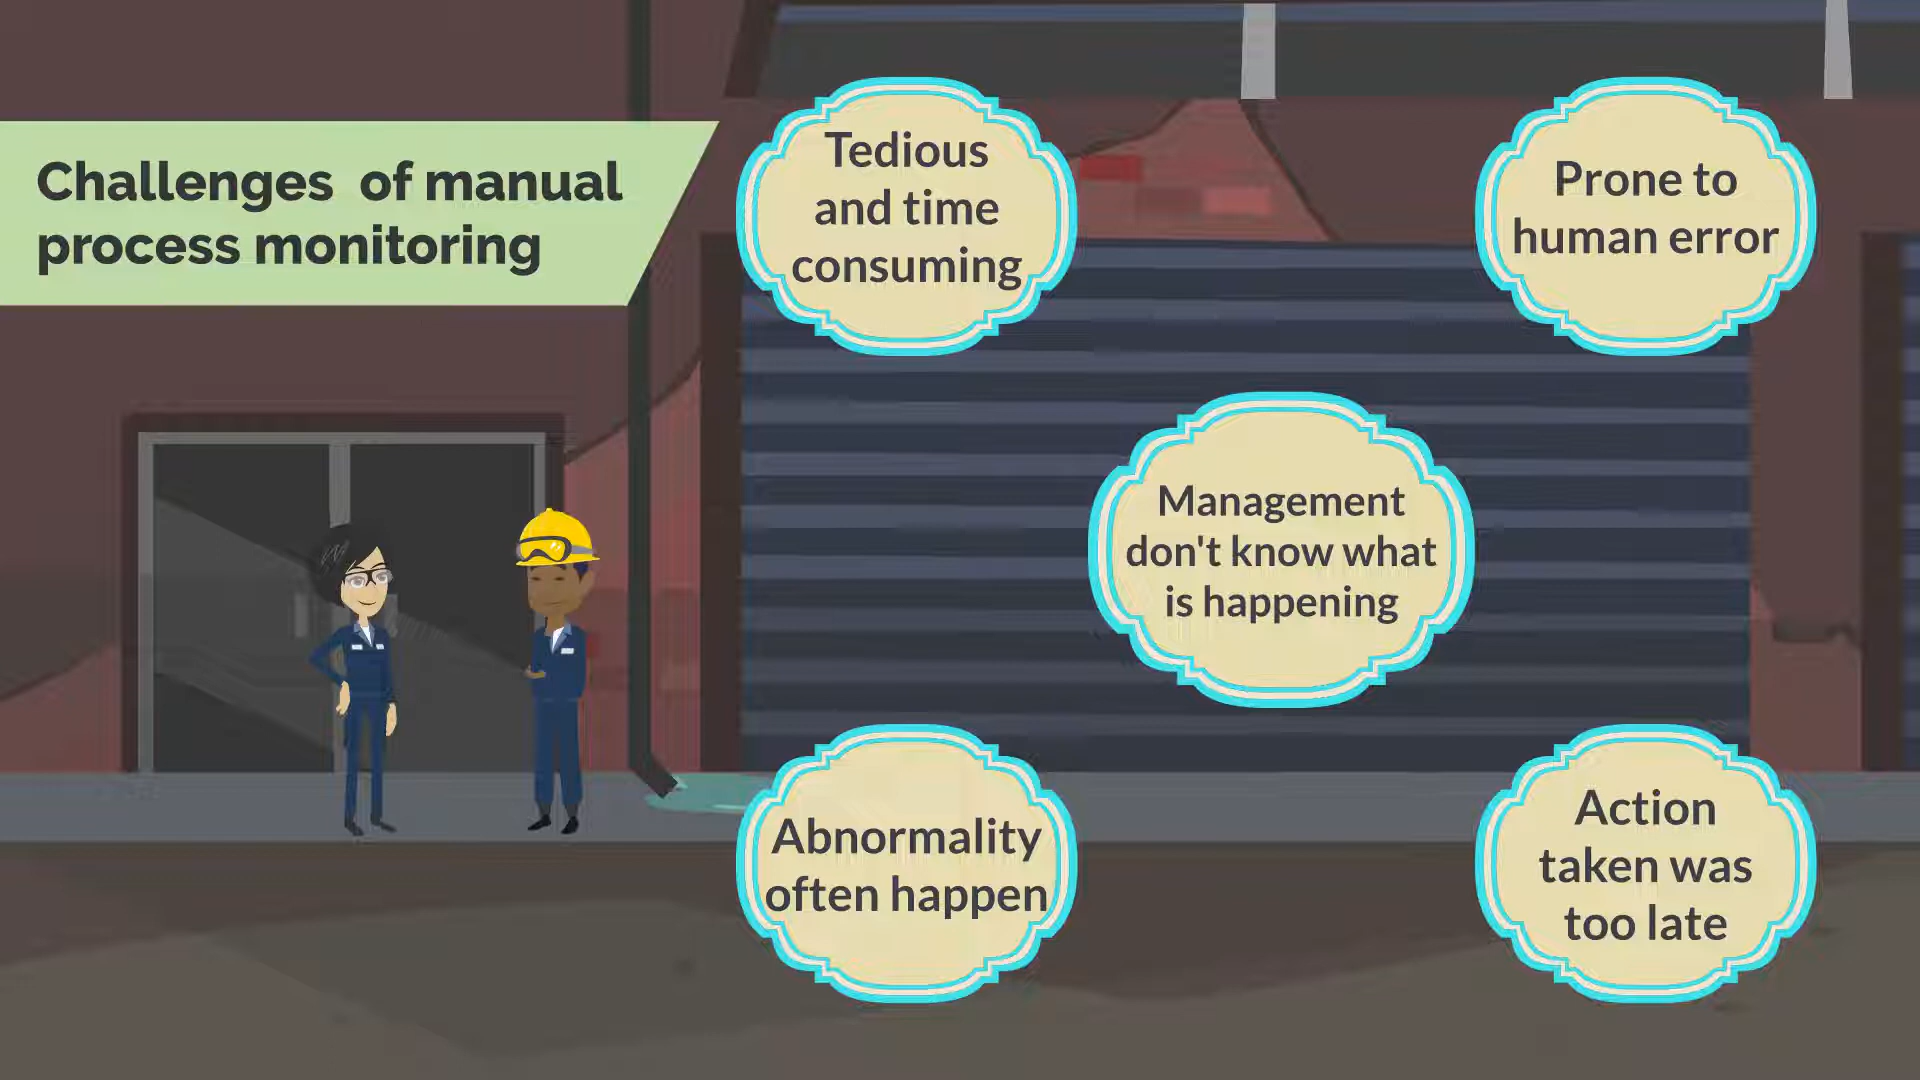 Challenges of manual
process monitoring
Tedious
and time
consuming
Prone to
human error
Management
don't know what
is happening
Abnormality
often happen
Action
taken was
too late